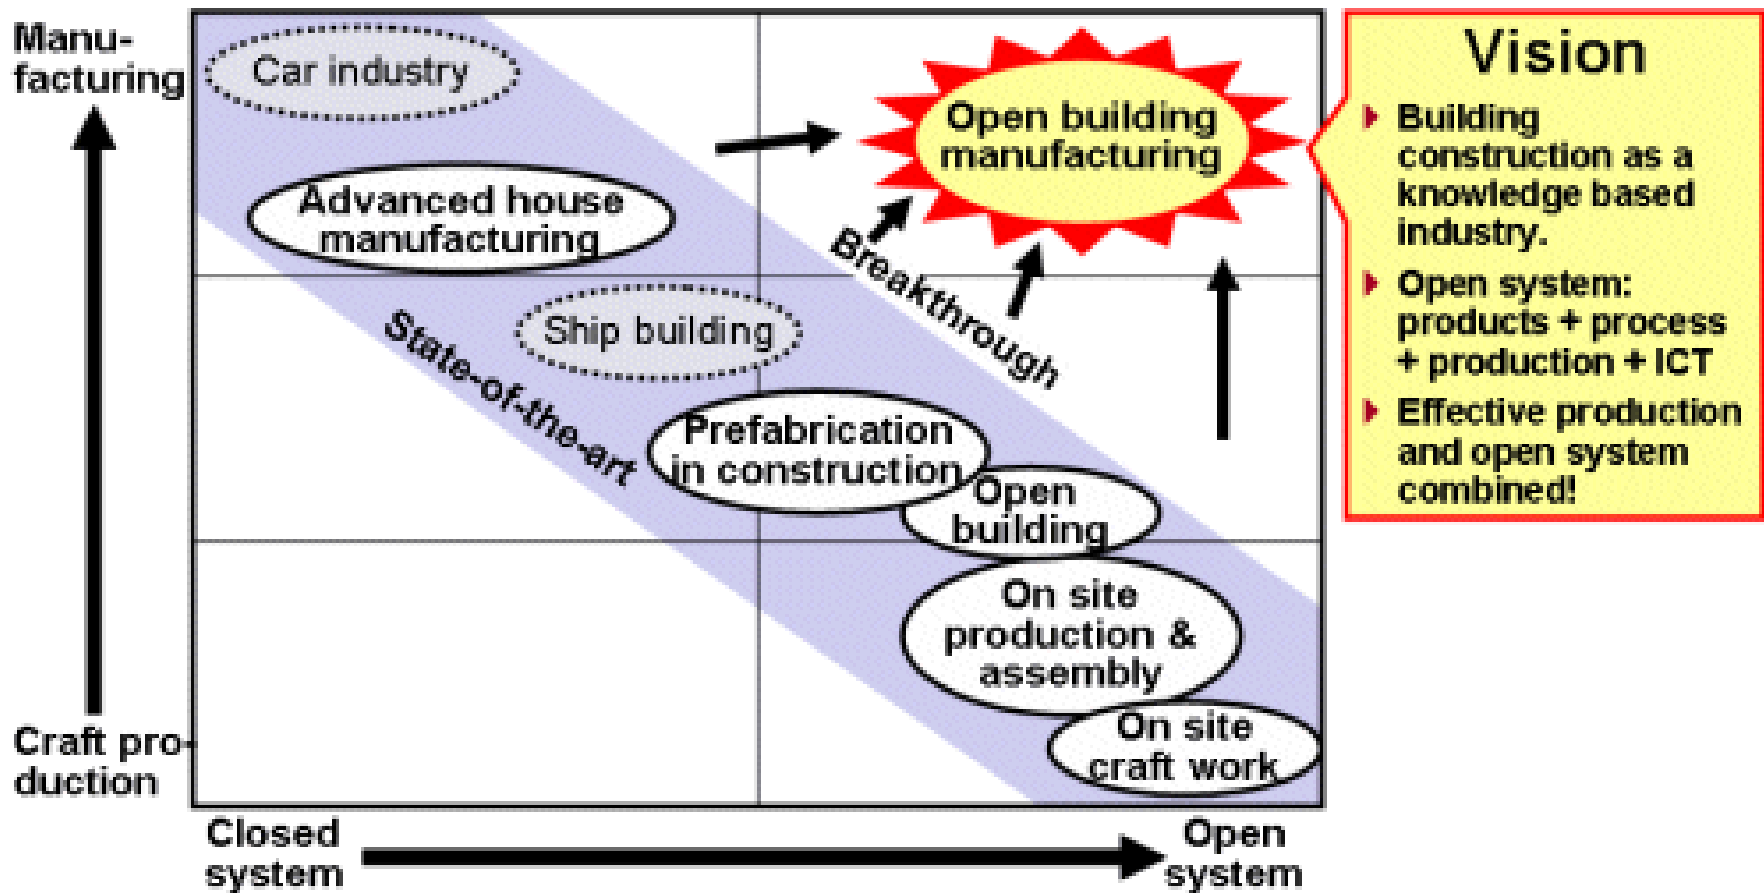 Manu-
facturing
Car industry
Advanced house
manufacturing
Ship building
State-of-the-art
Prefabrication
in construction
Open
building
On site
production &
assembly
On site
craft work
Breakthrough
Open building
manufacturing
Craft pro-
duction
Closed
system
Open
system
Vision
Building
construction as a
knowledge based
industry.
Open system:
products + process
+ production + ICT
Effective production
and open system
combined!